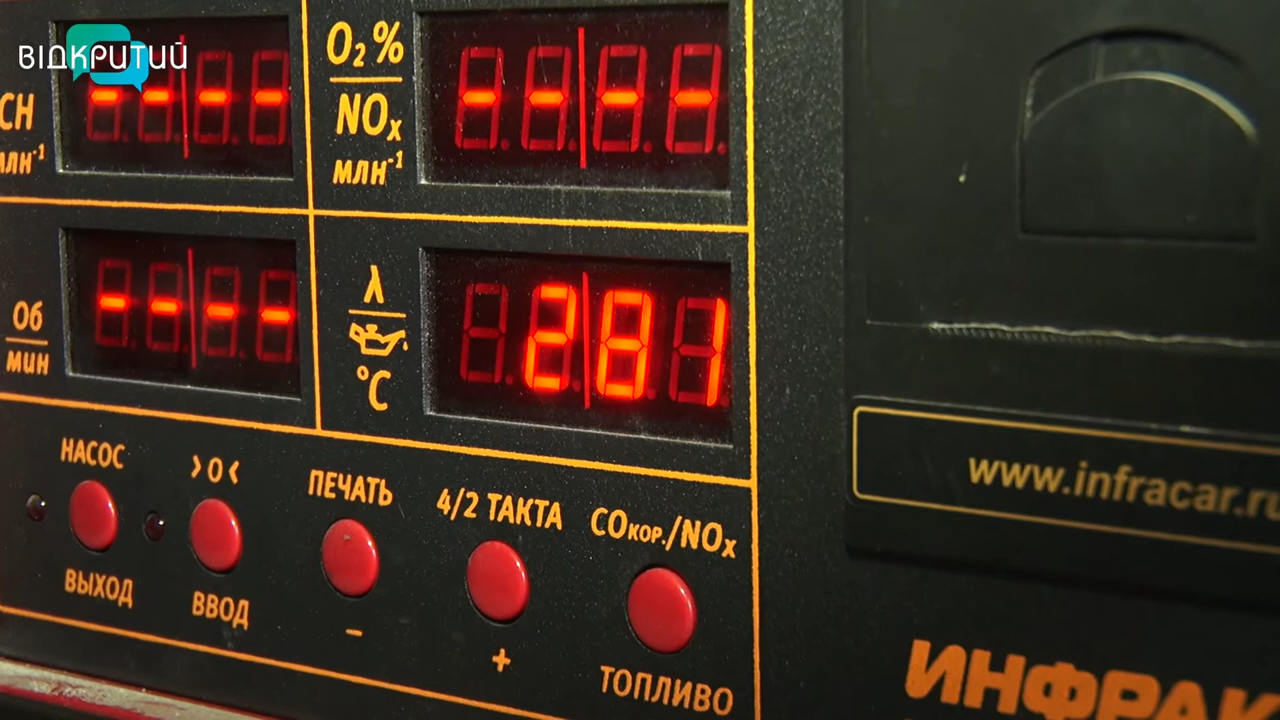 ВІДКРИТИЙ
CH
млн⁻¹
O₂%
NOx
млн⁻¹
- - - -
- - - -
Об
мин
- - - -
λ
°C
281
НАСОС
>0<
ПЕЧАТЬ
4/2 ТАКТА
COкор./NOx
ВЫХОД
ВВОД
-
+
ТОПЛИВО
www.infracar.ru
ИНФРАК